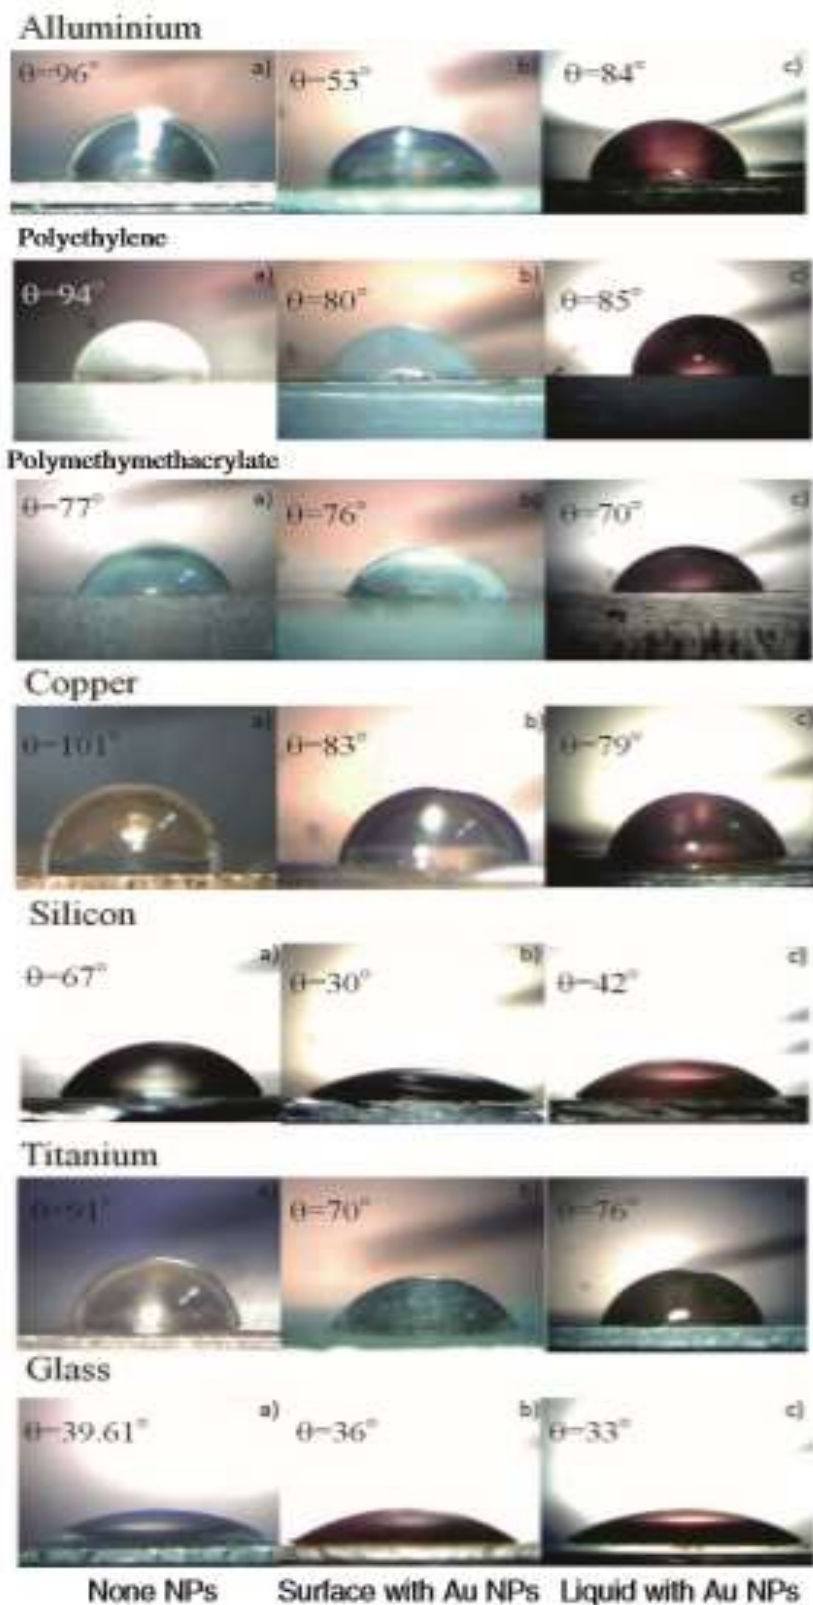 Alluminium
θ=96° a) θ=53° b) θ=84° c)
Polyethylene
θ=94° a) θ=80° b) θ=85° c)
Polymethymethacrylate
θ=77° a) θ=76° b) θ=70° c)
Copper
θ=101° a) θ=83° b) θ=79° c)
Silicon
θ=67° a) θ=30° b) θ=42° c)
Titanium
θ=91° θ=70° θ=76°
Glass
θ=39.61° a) θ=36° b) θ=33° c)
None NPs Surface with Au NPs Liquid with Au NPs